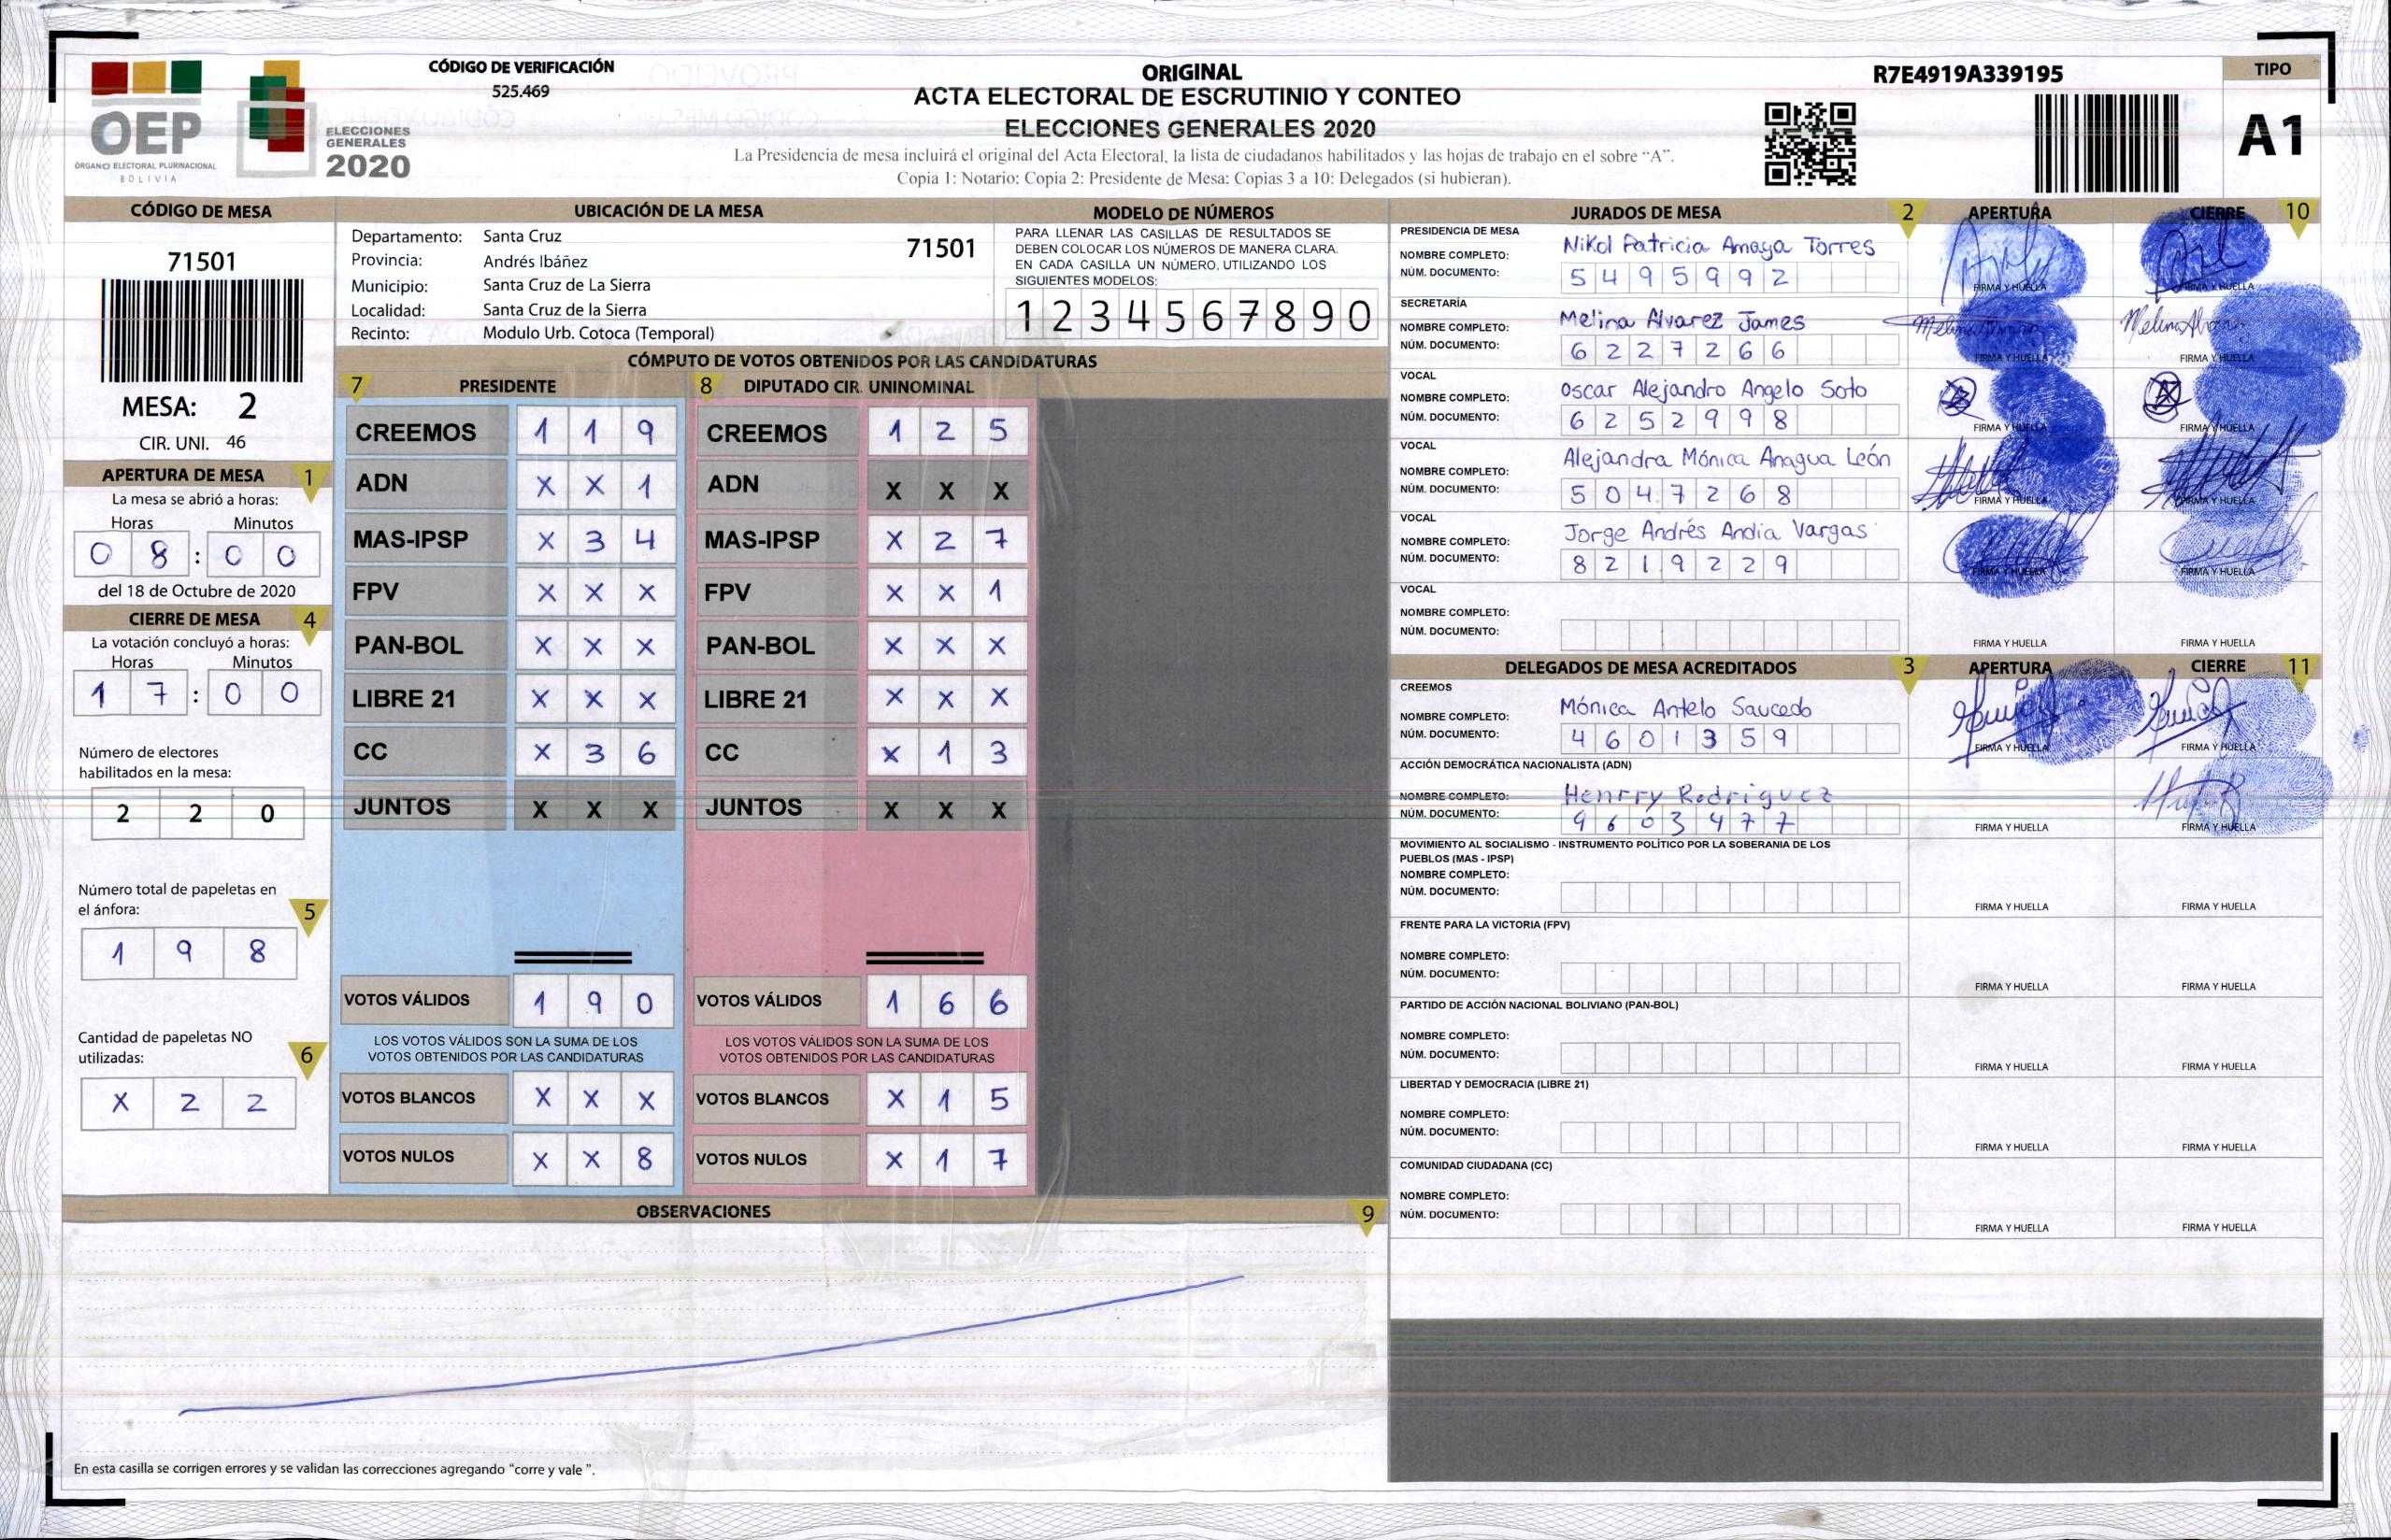 CÓDIGO DE VERIFICACIÓN
525.469
OEP
ÓRGANO ELECTORAL PLURINACIONAL
BOLIVIA
ELECCIONES
GENERALES
2020
ORIGINAL
ACTA ELECTORAL DE ESCRUTINIO Y CONTEO
ELECCIONES GENERALES 2020
La Presidencia de mesa incluirá el original del Acta Electoral, la lista de ciudadanos habilitados y las hojas de trabajo en el sobre "A".
Copia 1: Notario; Copia 2: Presidente de Mesa; Copias 3 a 10: Delegados (si hubieran).
R7E4919A339195
TIPO
A1
CÓDIGO DE MESA
71501
MESA: 2
CIR. UNI. 46
APERTURA DE MESA 1
La mesa se abrió a horas:
Horas Minutos
0 8 : 0 0
del 18 de Octubre de 2020
CIERRE DE MESA 4
La votación concluyó a horas:
Horas Minutos
1 7 : 0 0
Número de electores
habilitados en la mesa:
2 2 0
Número total de papeletas en
el ánfora: 5
1 9 8
Cantidad de papeletas NO
utilizadas: 6
X 2 2
UBICACIÓN DE LA MESA
Departamento: Santa Cruz 71501
Provincia: Andrés Ibáñez
Municipio: Santa Cruz de La Sierra
Localidad: Santa Cruz de la Sierra
Recinto: Modulo Urb. Cotoca (Temporal)
MODELO DE NÚMEROS
PARA LLENAR LAS CASILLAS DE RESULTADOS SE
DEBEN COLOCAR LOS NÚMEROS DE MANERA CLARA.
EN CADA CASILLA UN NÚMERO, UTILIZANDO LOS
SIGUIENTES MODELOS:
1 2 3 4 5 6 7 8 9 0
CÓMPUTO DE VOTOS OBTENIDOS POR LAS CANDIDATURAS
7 PRESIDENTE 8 DIPUTADO CIR. UNINOMINAL
CREEMOS 1 1 9 CREEMOS 1 2 5
ADN X X 1 ADN X X X
MAS-IPSP X 3 4 MAS-IPSP X 2 7
FPV X X X FPV X X 1
PAN-BOL X X X PAN-BOL X X X
LIBRE 21 X X X LIBRE 21 X X X
CC X 3 6 CC X 1 3
JUNTOS X X X JUNTOS X X X
VOTOS VÁLIDOS 1 9 0 VOTOS VÁLIDOS 1 6 6
LOS VOTOS VÁLIDOS SON LA SUMA DE LOS LOS VOTOS VÁLIDOS SON LA SUMA DE LOS
VOTOS OBTENIDOS POR LAS CANDIDATURAS VOTOS OBTENIDOS POR LAS CANDIDATURAS
VOTOS BLANCOS X X X VOTOS BLANCOS X 1 5
VOTOS NULOS X X 8 VOTOS NULOS X 1 7
OBSERVACIONES 9
En esta casilla se corrigen errores y se validan las correcciones agregando "corre y vale ".
JURADOS DE MESA 2 APERTURA CIERRE 10
PRESIDENCIA DE MESA
NOMBRE COMPLETO: Nikol Patricia Amaya Torres
NÚM. DOCUMENTO: 5 4 9 5 9 9 2
FIRMA Y HUELLA FIRMA Y HUELLA
SECRETARÍA
NOMBRE COMPLETO: Melina Alvarez James
NÚM. DOCUMENTO: 6 2 2 7 2 6 6
FIRMA Y HUELLA FIRMA Y HUELLA
VOCAL
NOMBRE COMPLETO: Oscar Alejandro Angelo Soto
NÚM. DOCUMENTO: 6 2 5 2 9 9 8
FIRMA Y HUELLA FIRMA Y HUELLA
VOCAL
NOMBRE COMPLETO: Alejandra Mónica Anagua León
NÚM. DOCUMENTO: 5 0 4 7 2 6 8
FIRMA Y HUELLA FIRMA Y HUELLA
VOCAL
NOMBRE COMPLETO: Jorge Andrés Andia Vargas
NÚM. DOCUMENTO: 8 2 1 9 2 2 9
FIRMA Y HUELLA FIRMA Y HUELLA
VOCAL
NOMBRE COMPLETO:
NÚM. DOCUMENTO:
FIRMA Y HUELLA FIRMA Y HUELLA
DELEGADOS DE MESA ACREDITADOS 3 APERTURA CIERRE 11
CREEMOS
NOMBRE COMPLETO: Mónica Antelo Saucedo
NÚM. DOCUMENTO: 4 6 0 1 3 5 9
FIRMA Y HUELLA FIRMA Y HUELLA
ACCIÓN DEMOCRÁTICA NACIONALISTA (ADN)
NOMBRE COMPLETO: Henrry Rodriguez
NÚM. DOCUMENTO: 9 6 0 3 4 7 7
FIRMA Y HUELLA FIRMA Y HUELLA
MOVIMIENTO AL SOCIALISMO - INSTRUMENTO POLÍTICO POR LA SOBERANIA DE LOS
PUEBLOS (MAS - IPSP)
NOMBRE COMPLETO:
NÚM. DOCUMENTO:
FIRMA Y HUELLA FIRMA Y HUELLA
FRENTE PARA LA VICTORIA (FPV)
NOMBRE COMPLETO:
NÚM. DOCUMENTO:
FIRMA Y HUELLA FIRMA Y HUELLA
PARTIDO DE ACCIÓN NACIONAL BOLIVIANO (PAN-BOL)
NOMBRE COMPLETO:
NÚM. DOCUMENTO:
FIRMA Y HUELLA FIRMA Y HUELLA
LIBERTAD Y DEMOCRACIA (LIBRE 21)
NOMBRE COMPLETO:
NÚM. DOCUMENTO:
FIRMA Y HUELLA FIRMA Y HUELLA
COMUNIDAD CIUDADANA (CC)
NOMBRE COMPLETO:
NÚM. DOCUMENTO:
FIRMA Y HUELLA FIRMA Y HUELLA